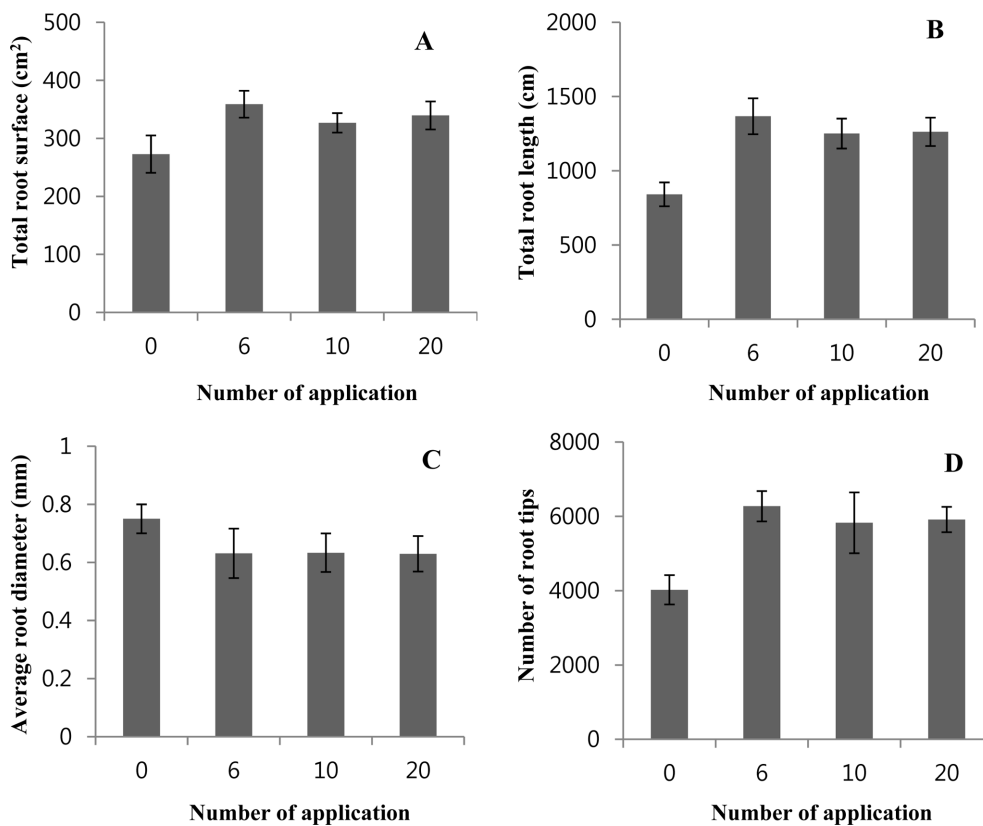 A
Total root surface (cm²)
500
400
300
200
100
0
0 6 10 20
Number of application
B
Total root length (cm)
2000
1500
1000
500
0
0 6 10 20
Number of application
C
Average root diameter (mm)
1
0.8
0.6
0.4
0.2
0
0 6 10 20
Number of application
D
Number of root tips
8000
6000
4000
2000
0
0 6 10 20
Number of application